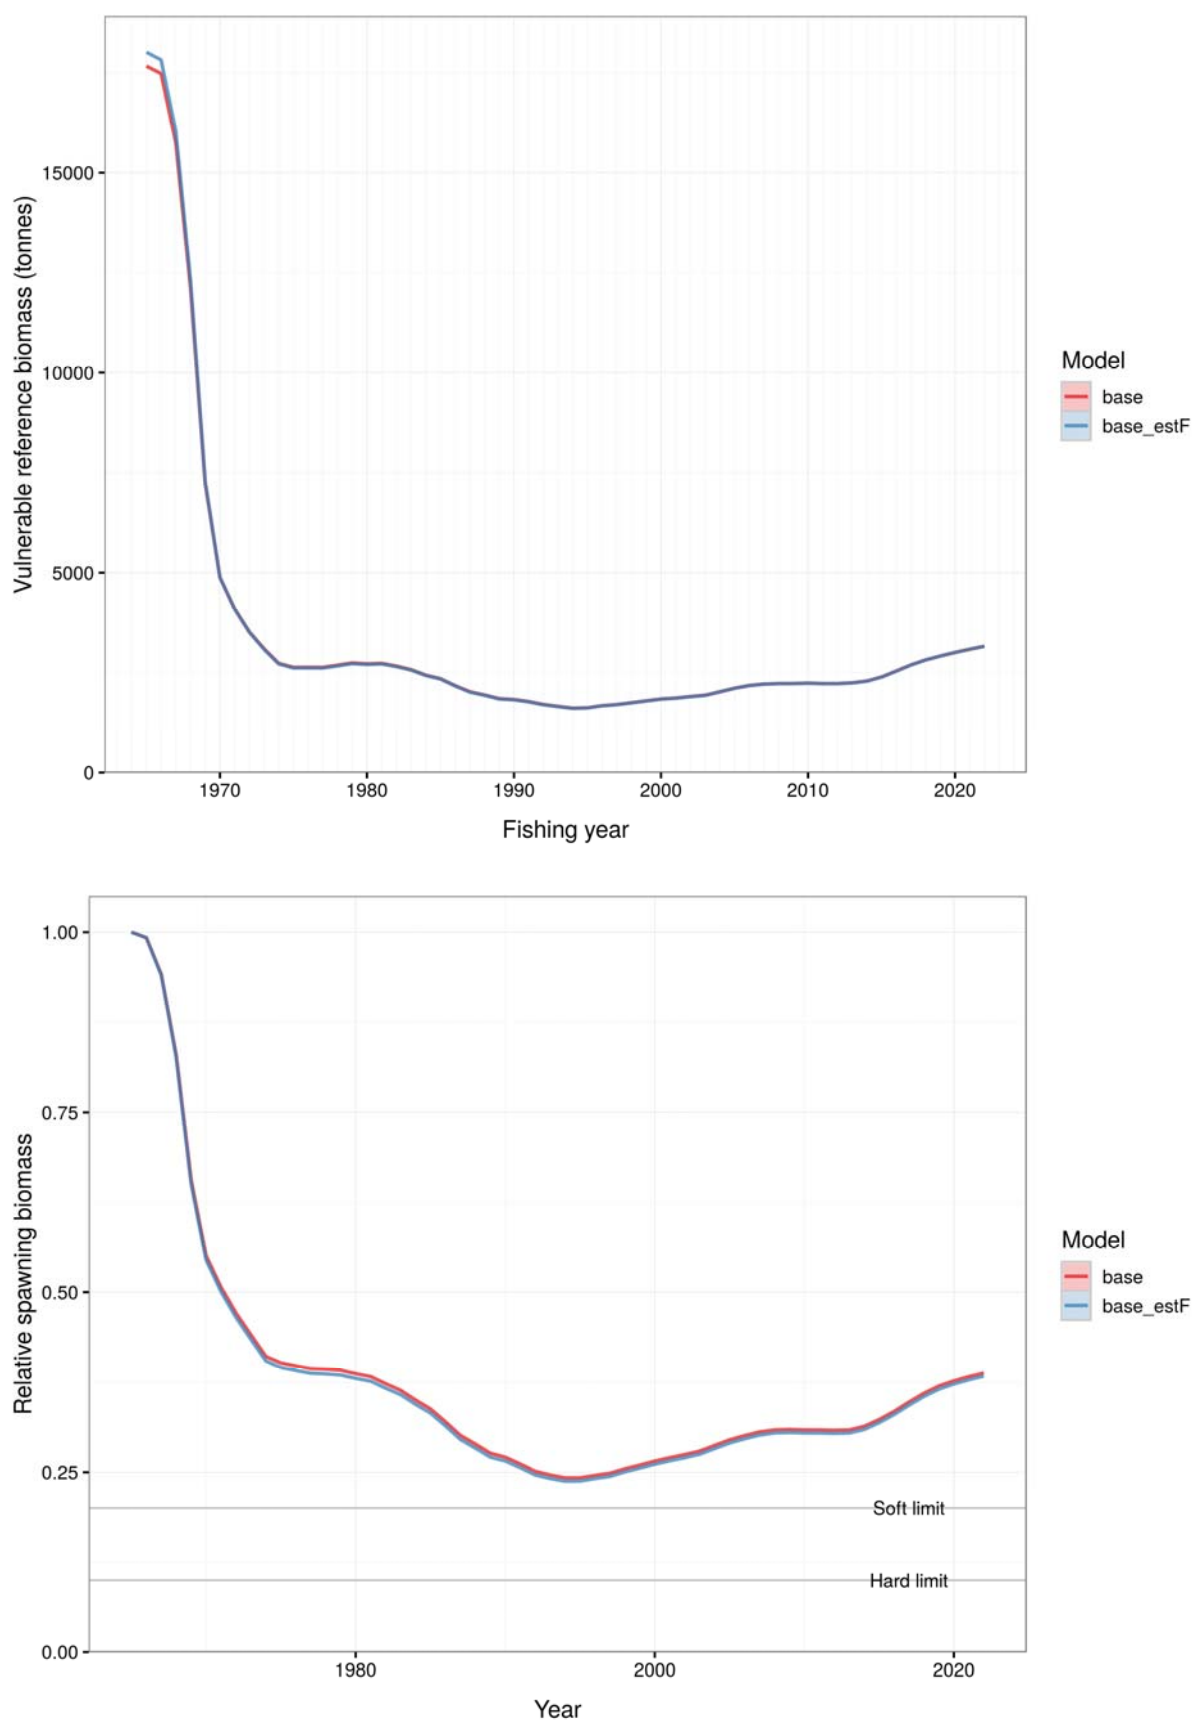 Vulnerable reference biomass (tonnes)
15000
10000
5000
0
1970 1980 1990 2000 2010 2020
Fishing year
Model
base
base_estF
Relative spawning biomass
1.00
0.75
0.50
0.25
0.00
Soft limit
Hard limit
1980 2000 2020
Year
Model
base
base_estF